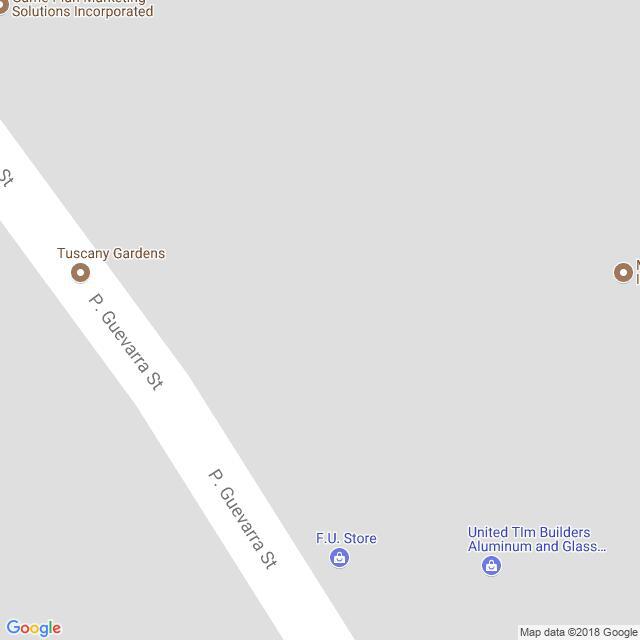 Solutions Incorporated
St
Tuscany Gardens
P. Guevarra St
P. Guevarra St
F.U. Store
United Tlm Builders
Aluminum and Glass...
Google
Map data ©2018 Google